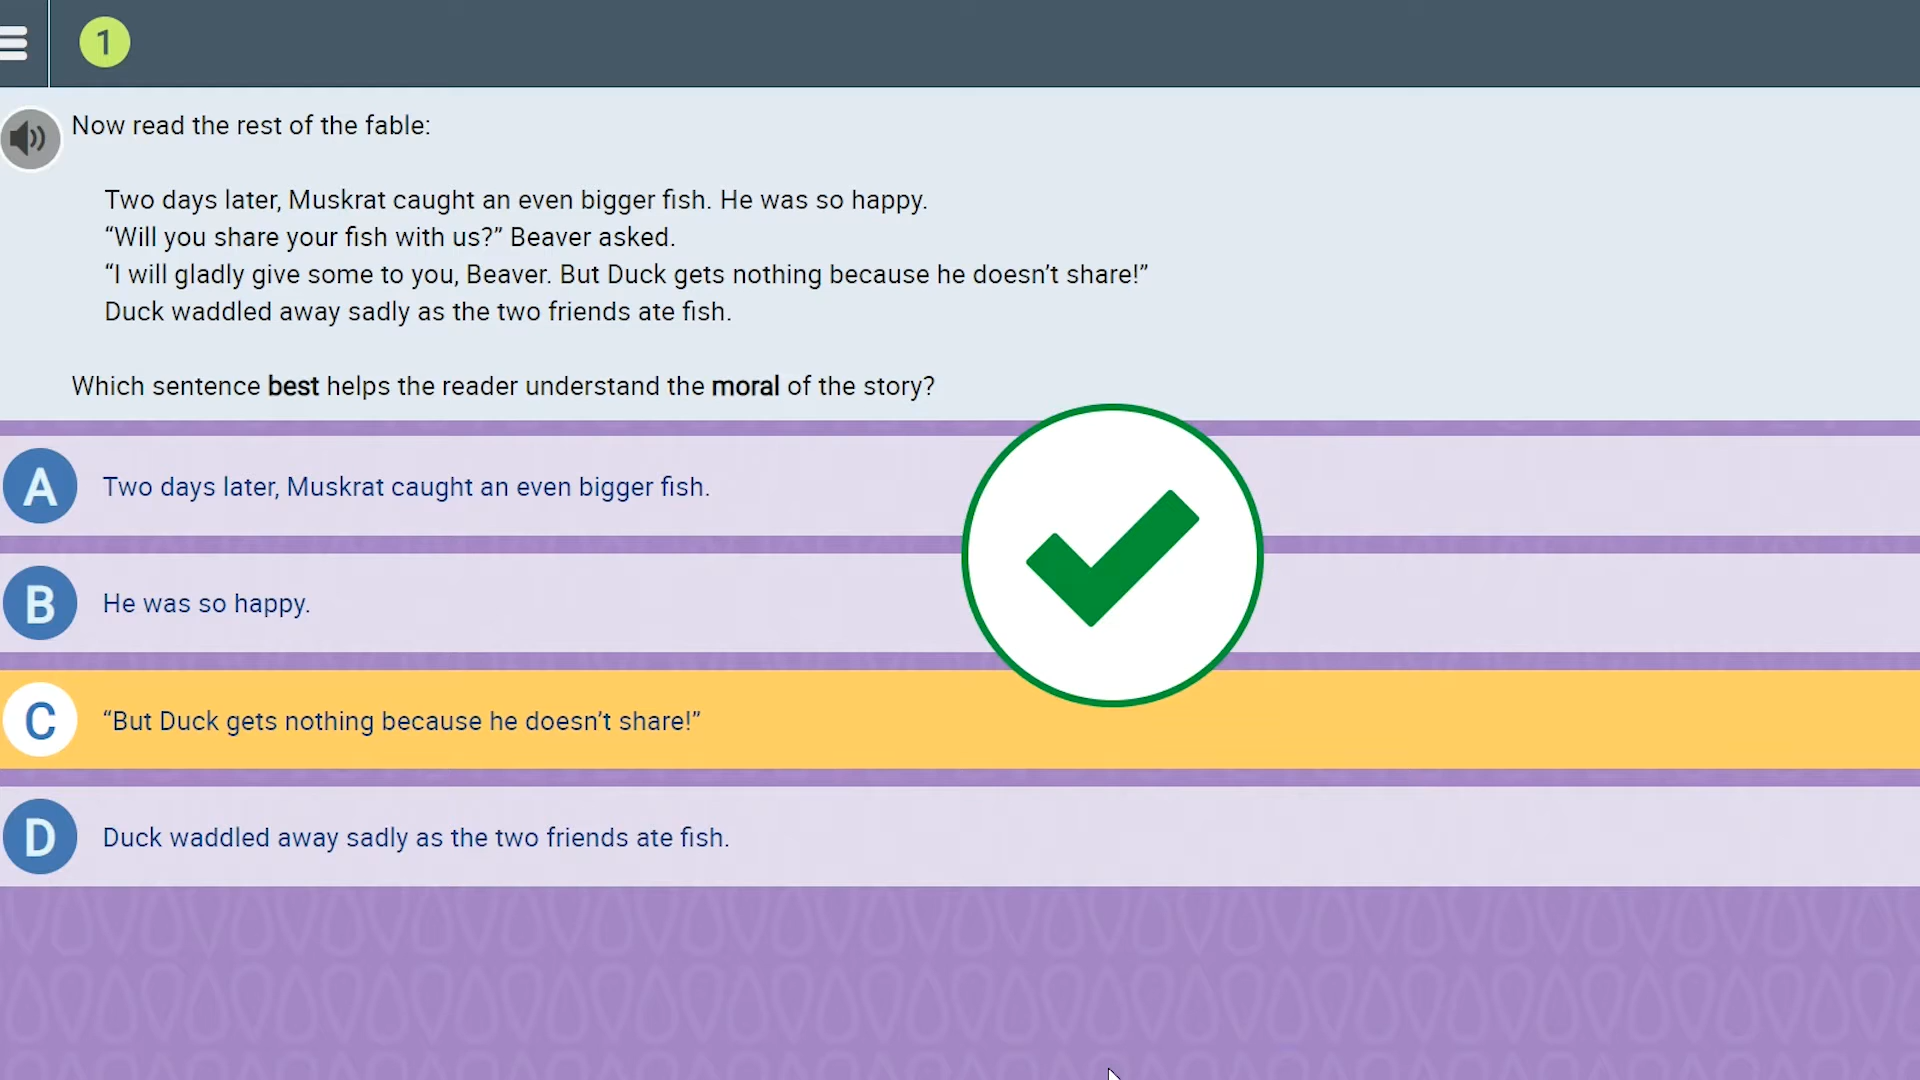 1
Now read the rest of the fable:
Two days later, Muskrat caught an even bigger fish. He was so happy.
“Will you share your fish with us?” Beaver asked.
“I will gladly give some to you, Beaver. But Duck gets nothing because he doesn’t share!”
Duck waddled away sadly as the two friends ate fish.
Which sentence best helps the reader understand the moral of the story?
A Two days later, Muskrat caught an even bigger fish.
B He was so happy.
C “But Duck gets nothing because he doesn’t share!”
D Duck waddled away sadly as the two friends ate fish.